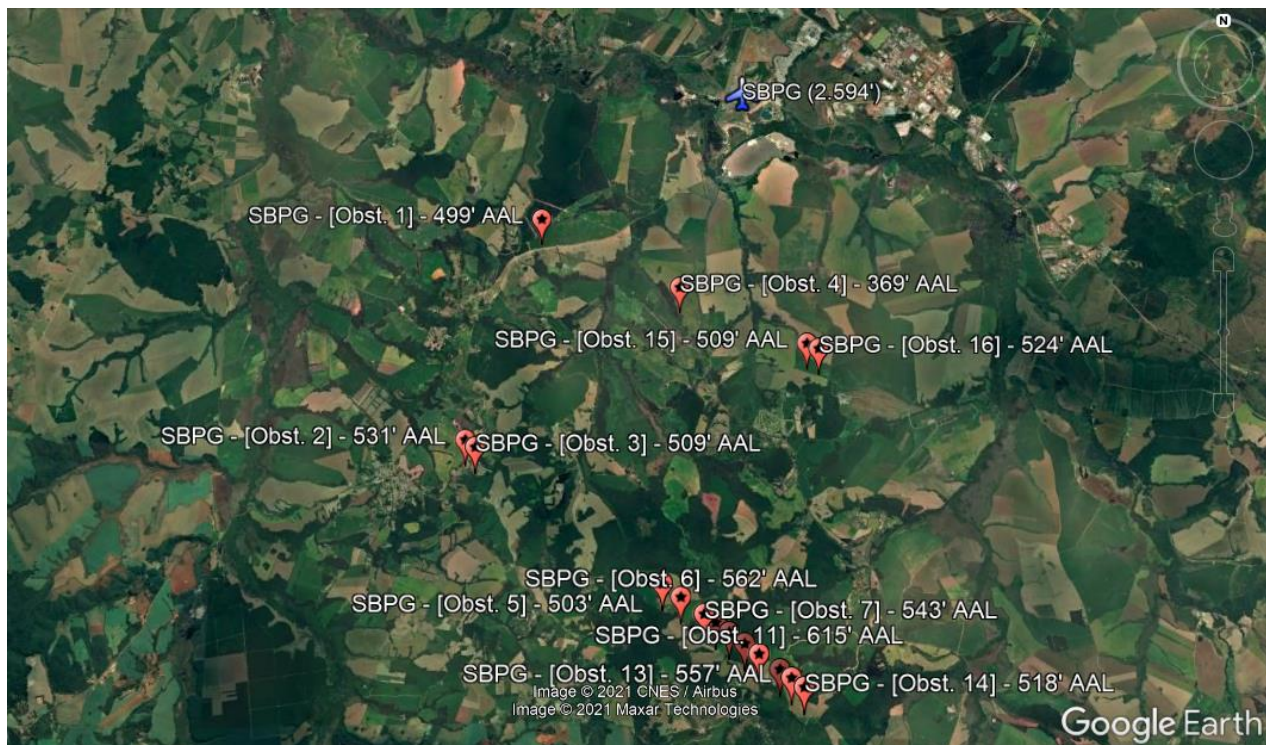 N
SBPG (2.594')
SBPG - [Obst. 1] - 499' AAL
SBPG - [Obst. 4] - 369' AAL
SBPG - [Obst. 15] - 509' AAL
SBPG - [Obst. 16] - 524' AAL
SBPG - [Obst. 2] - 531' AAL
SBPG - [Obst. 3] - 509' AAL
SBPG - [Obst. 6] - 562' AAL
SBPG - [Obst. 5] - 503' AAL
SBPG - [Obst. 7] - 543' AAL
SBPG - [Obst. 11] - 615' AAL
SBPG - [Obst. 13] - 557' AAL
SBPG - [Obst. 14] - 518' AAL
Image © 2021 CNES / Airbus
Image © 2021 Maxar Technologies
Google Earth